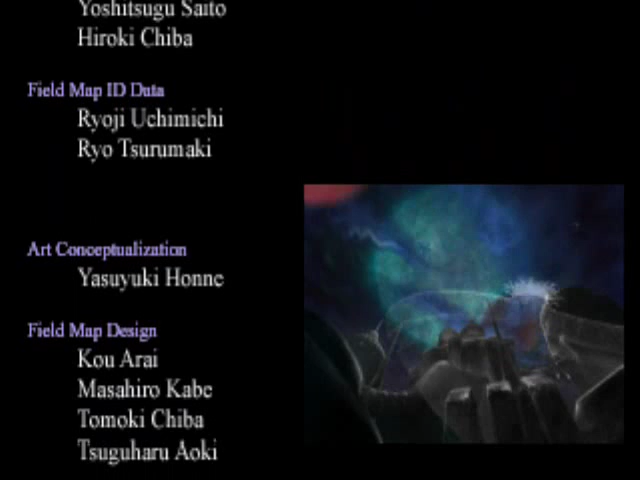 Yoshitsugu Saito
Hiroki Chiba
Field Map ID Data
Ryoji Uchimichi
Ryo Tsurumaki
Art Conceptualization
Yasuyuki Honne
Field Map Design
Kou Arai
Masahiro Kabe
Tomoki Chiba
Tsuguharu Aoki